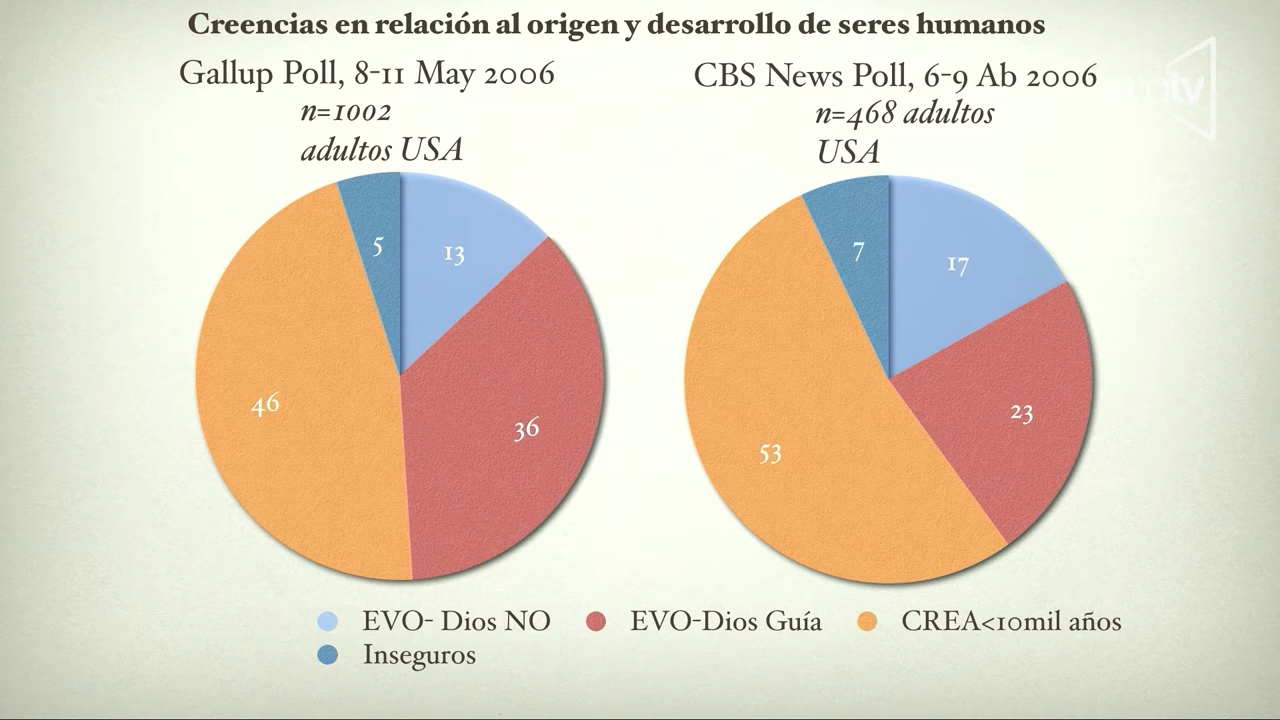 Creencias en relación al origen y desarrollo de seres humanos
Gallup Poll, 8-11 May 2006
n=1002
adultos USA
CBS News Poll, 6-9 Ab 2006
n=468 adultos
USA
5
13
46
36
7
17
53
23
EVO- Dios NO
EVO-Dios Guía
CREA<10mil años
Inseguros
tv